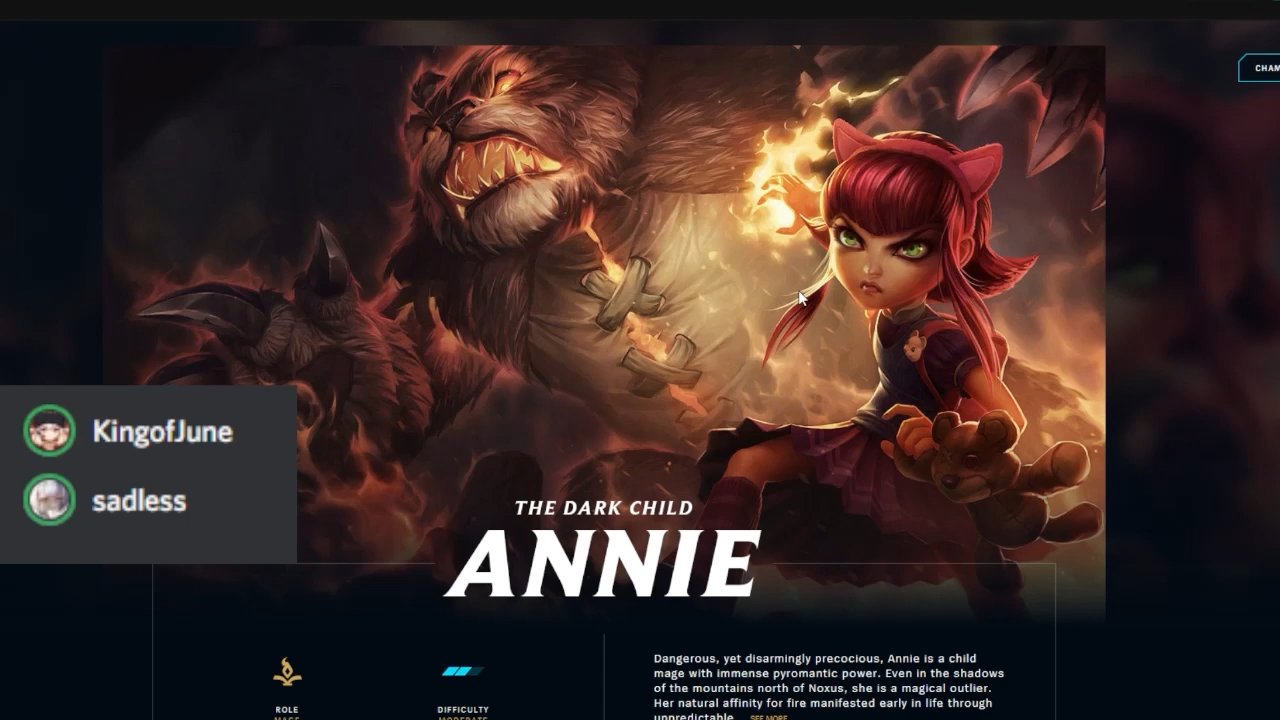 CHAM
KingofJune
sadless
THE DARK CHILD
ANNIE
ROLE
MAGE
DIFFICULTY
MODERATE
Dangerous, yet disarmingly precocious, Annie is a child
mage with immense pyromantic power. Even in the shadows
of the mountains north of Noxus, she is a magical outlier.
Her natural affinity for fire manifested early in life through
unpredictable, SEE MORE